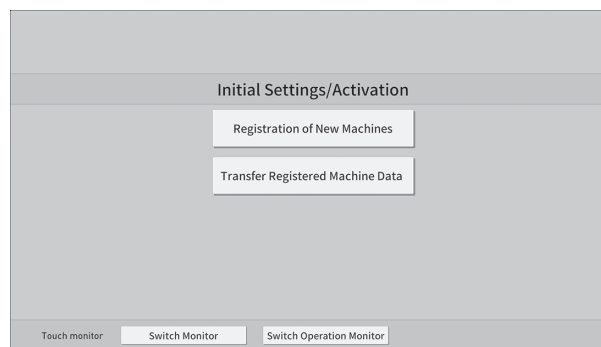 Initial Settings/Activation
Registration of New Machines
Transfer Registered Machine Data
Touch monitor Switch Monitor Switch Operation Monitor